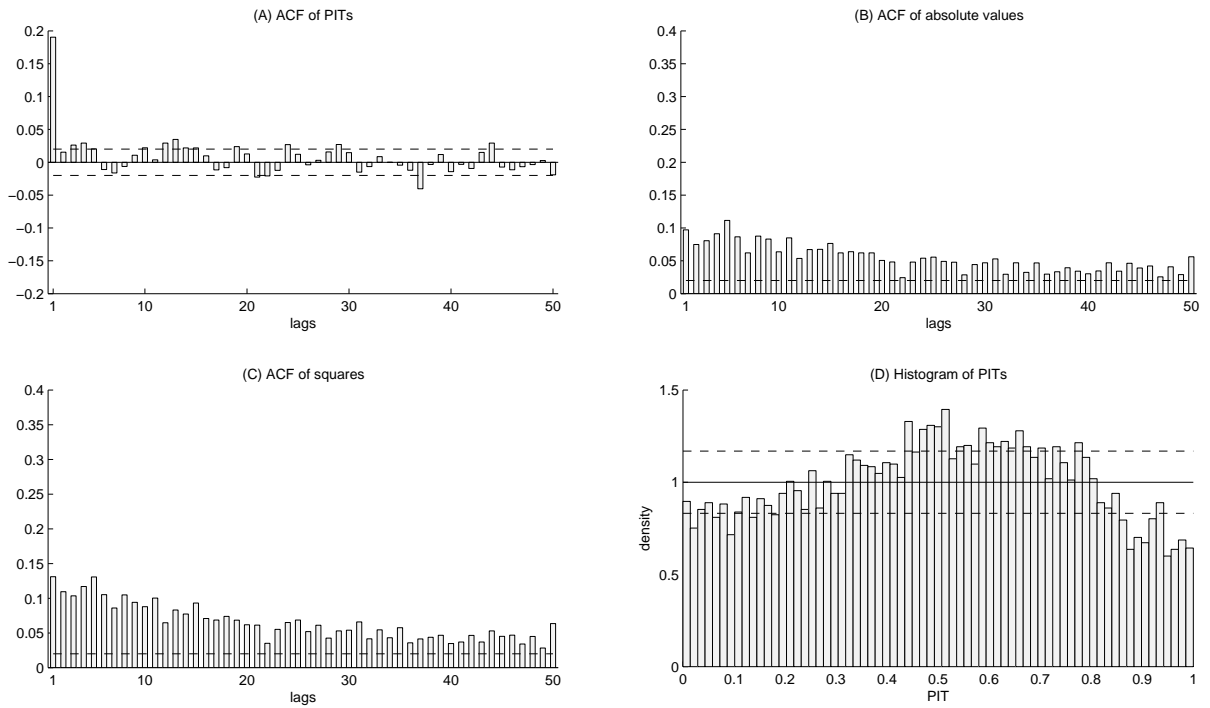 (A) ACF of PITs
0.2
0.15
0.1
0.05
0
−0.05
−0.1
−0.15
−0.2
1 10 20 30 40 50
lags
(B) ACF of absolute values
0.4
0.35
0.3
0.25
0.2
0.15
0.1
0.05
0
1 10 20 30 40 50
lags
(C) ACF of squares
0.4
0.35
0.3
0.25
0.2
0.15
0.1
0.05
0
1 10 20 30 40 50
lags
(D) Histogram of PITs
1.5
1
0.5
0
density
0 0.1 0.2 0.3 0.4 0.5 0.6 0.7 0.8 0.9 1
PIT